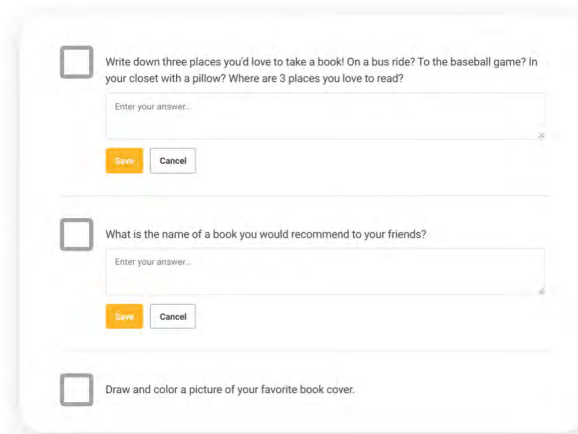 Write down three places you'd love to take a book! On a bus ride? To the baseball game? In
your closet with a pillow? Where are 3 places you love to read?
Enter your answer...
Save Cancel
What is the name of a book you would recommend to your friends?
Enter your answer...
Save Cancel
Draw and color a picture of your favorite book cover.